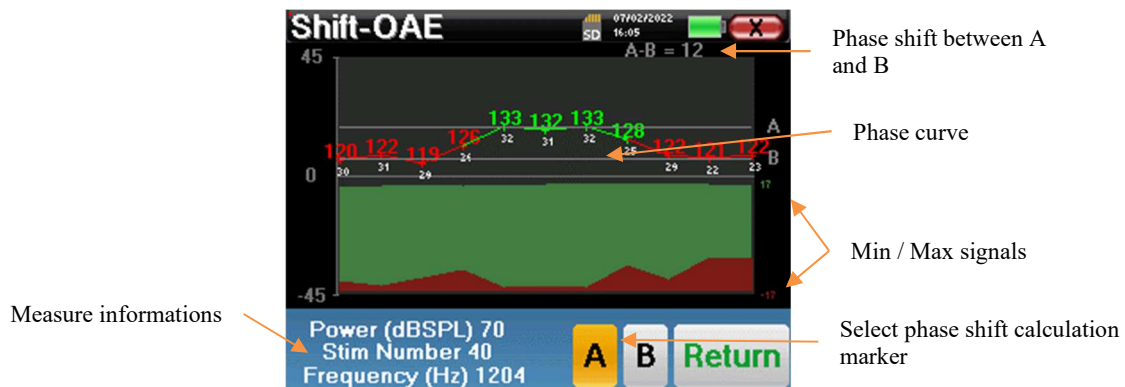 Shift-OAE
SD
07/02/2022
16:05
X
A-B = 12
45
133 132 133
126 128
120 122 119 122 121 122
32 31 32
26 25
30 31 29 29 22 23
A
B
0
17
-45
-17
Power (dBSPL) 70
Stim Number 40
Frequency (Hz) 1204
A
B
Return
Phase shift between A
and B
Phase curve
Min / Max signals
Measure informations
Select phase shift calculation
marker